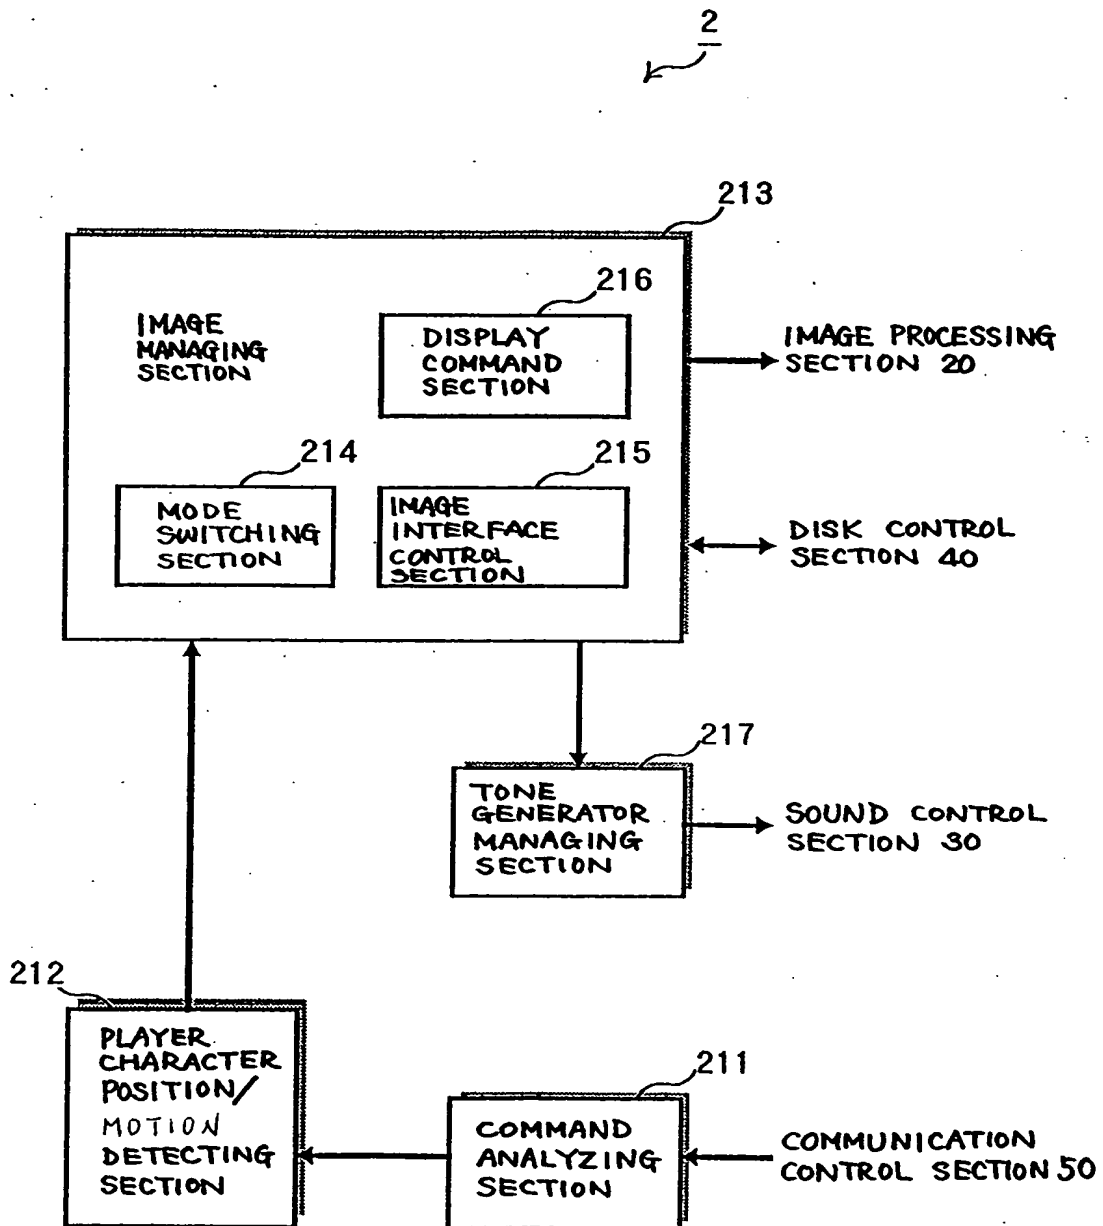 2
213
216
IMAGE
MANAGING
SECTION
DISPLAY
COMMAND
SECTION
IMAGE PROCESSING
SECTION 20
214
215
MODE
SWITCHING
SECTION
IMAGE
INTERFACE
CONTROL
SECTION
DISK CONTROL
SECTION 40
217
TONE
GENERATOR
MANAGING
SECTION
SOUND CONTROL
SECTION 30
212
PLAYER
CHARACTER
POSITION/
MOTION
DETECTING
SECTION
211
COMMAND
ANALYZING
SECTION
COMMUNICATION
CONTROL SECTION 50